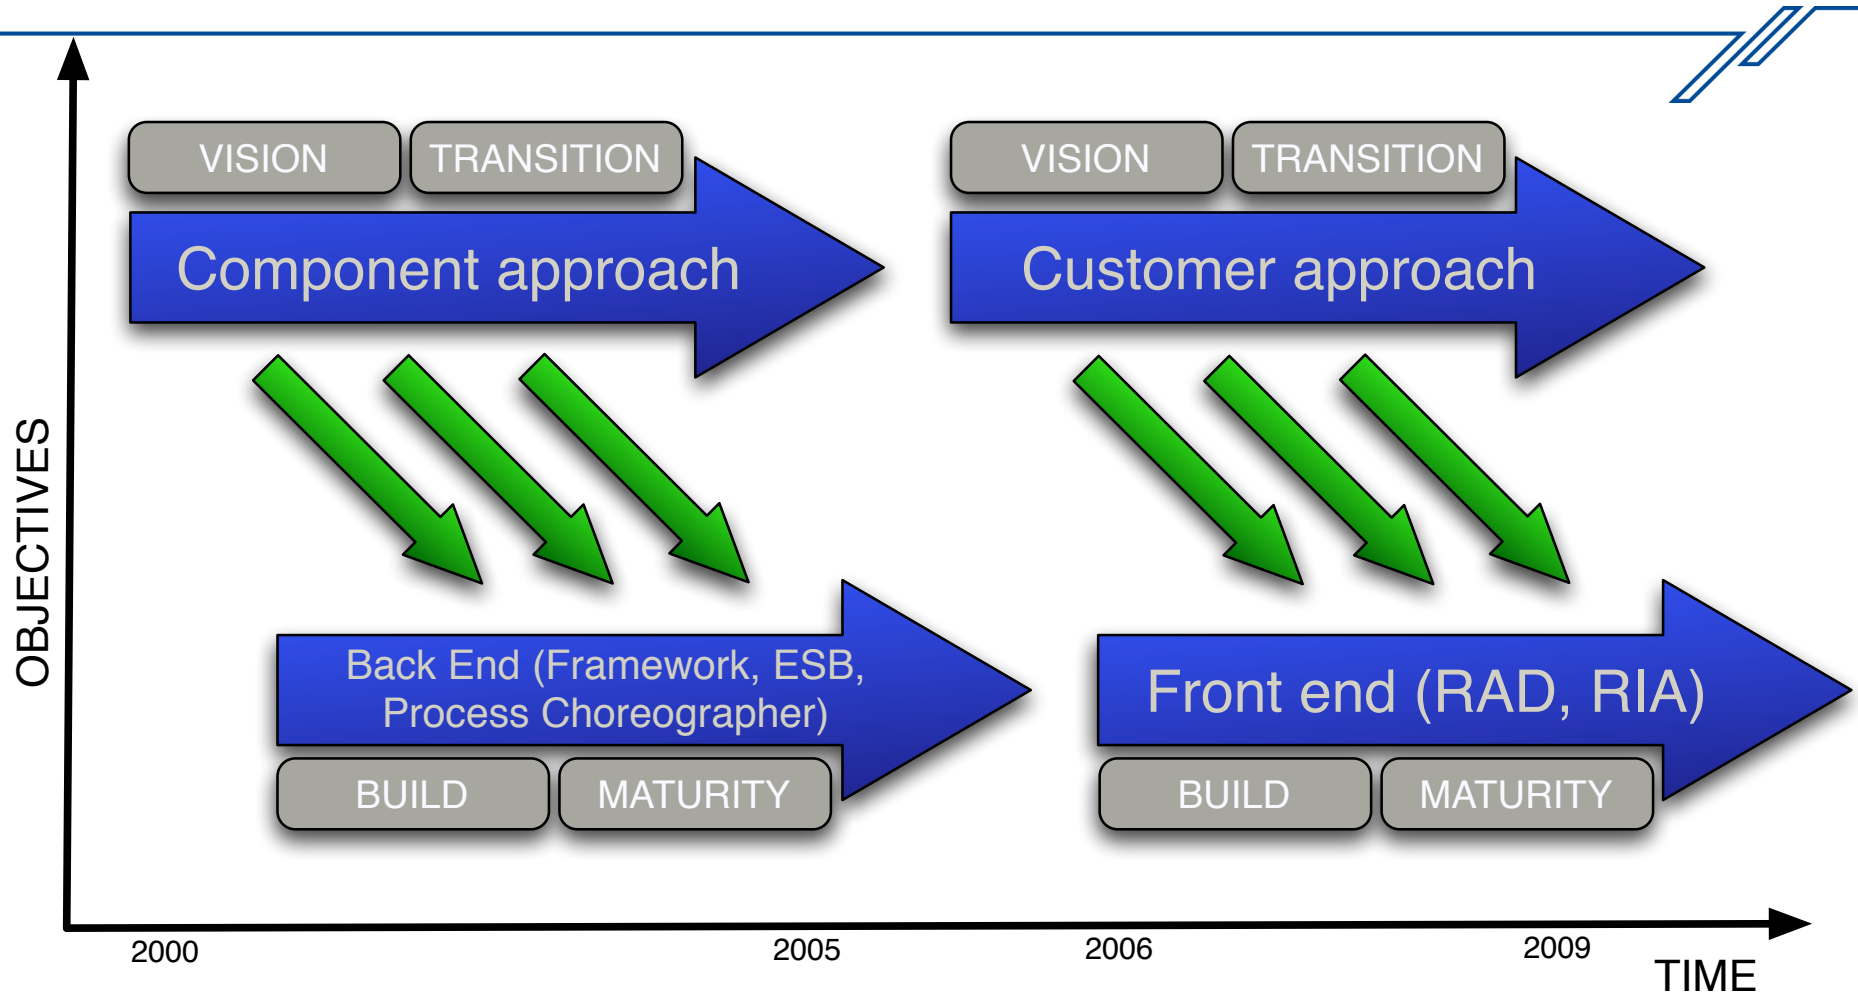 VISION
TRANSITION
VISION
TRANSITION
Component approach
Customer approach
OBJECTIVES
Back End (Framework, ESB,
Process Choreographer)
Front end (RAD, RIA)
BUILD
MATURITY
BUILD
MATURITY
2000
2005
2006
2009
TIME